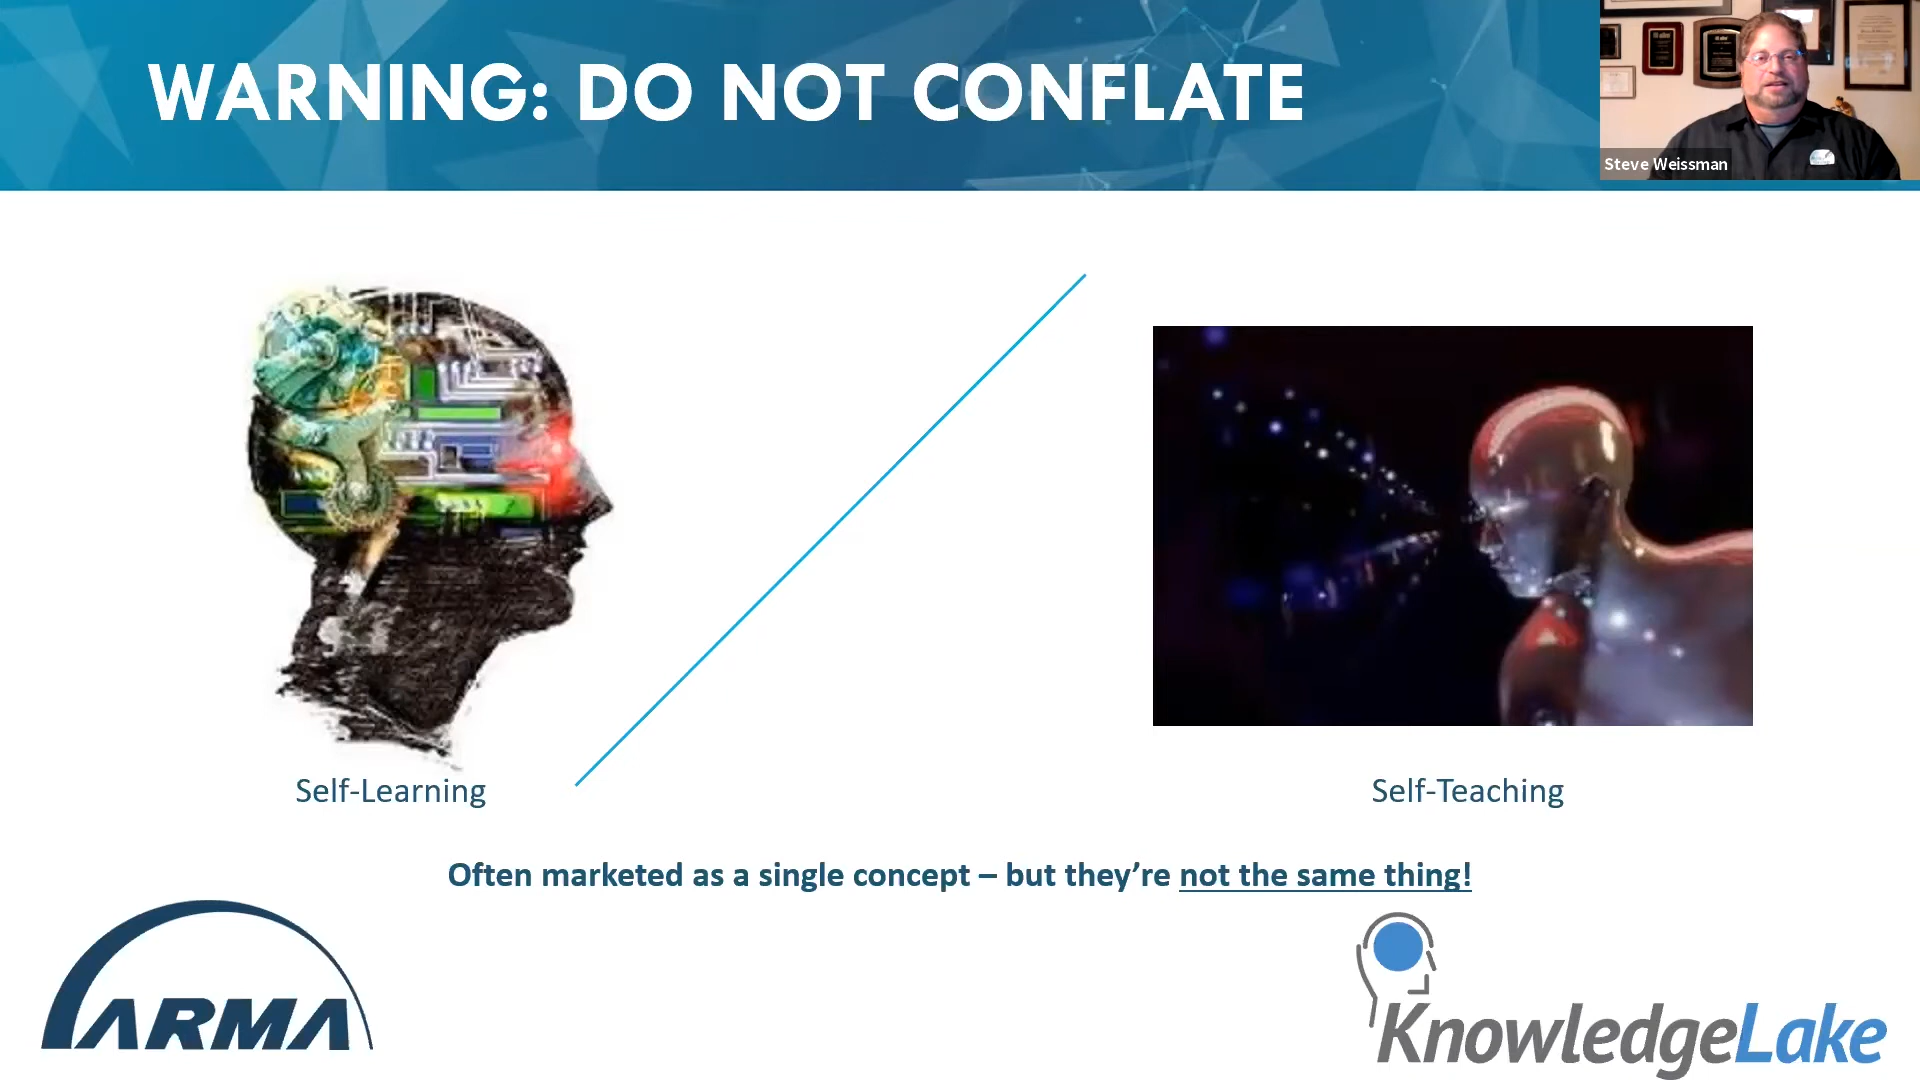 WARNING: DO NOT CONFLATE
Steve Weissman
Self-Learning
Self-Teaching
Often marketed as a single concept – but they’re not the same thing!
ARMA
KnowledgeLake